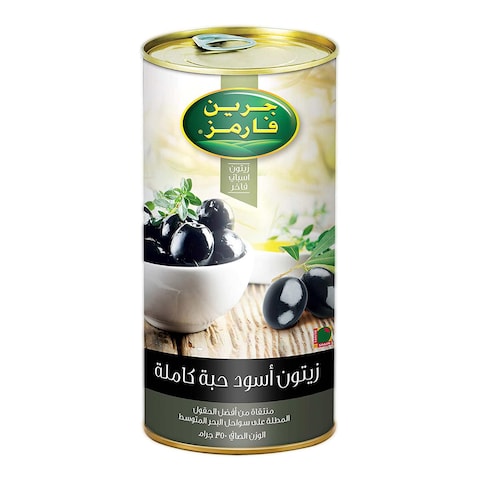 جرين
فارمز®
زيتون
اسباني
فاخر
زيتون أسود حبة كاملة
منتقاة من أفضل الحقول
المطلة على سواحل البحر المتوسط
الوزن الصافي ٣٥٠ جرام